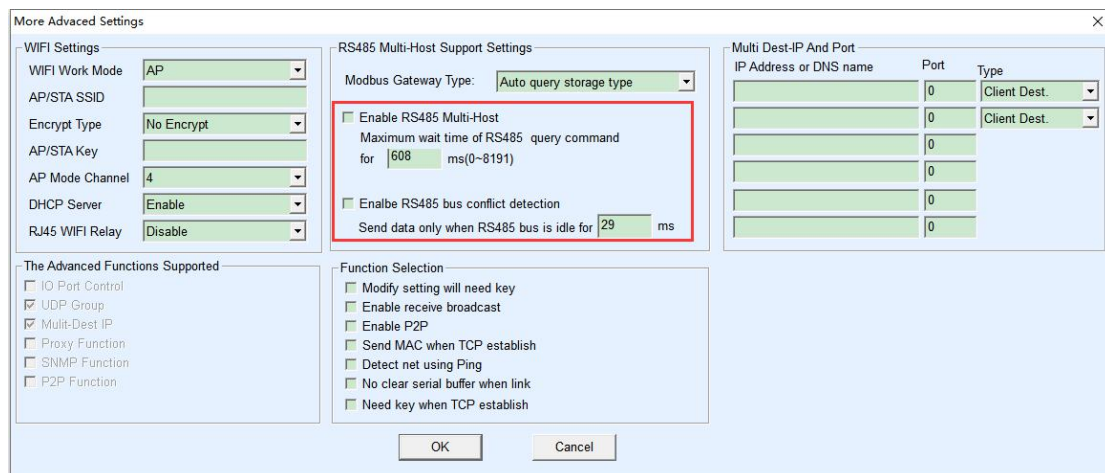 More Advaced Settings
WIFI Settings
WIFI Work Mode AP
AP/STA SSID
Encrypt Type No Encrypt
AP/STA Key
AP Mode Channel 4
DHCP Server Enable
RJ45 WIFI Relay Disable
RS485 Multi-Host Support Settings
Modbus Gateway Type: Auto query storage type
Enable RS485 Multi-Host
Maximum wait time of RS485 query command
for 608 ms(0~8191)
Enalbe RS485 bus conflict detection
Send data only when RS485 bus is idle for 29 ms
Multi Dest-IP And Port
IP Address or DNS name Port Type
0 Client Dest.
0 Client Dest.
0
0
0
0
The Advanced Functions Supported
IO Port Control
UDP Group
Mulit-Dest IP
Proxy Function
SNMP Function
P2P Function
Function Selection
Modify setting will need key
Enable receive broadcast
Enable P2P
Send MAC when TCP establish
Detect net using Ping
No clear serial buffer when link
Need key when TCP establish
OK Cancel